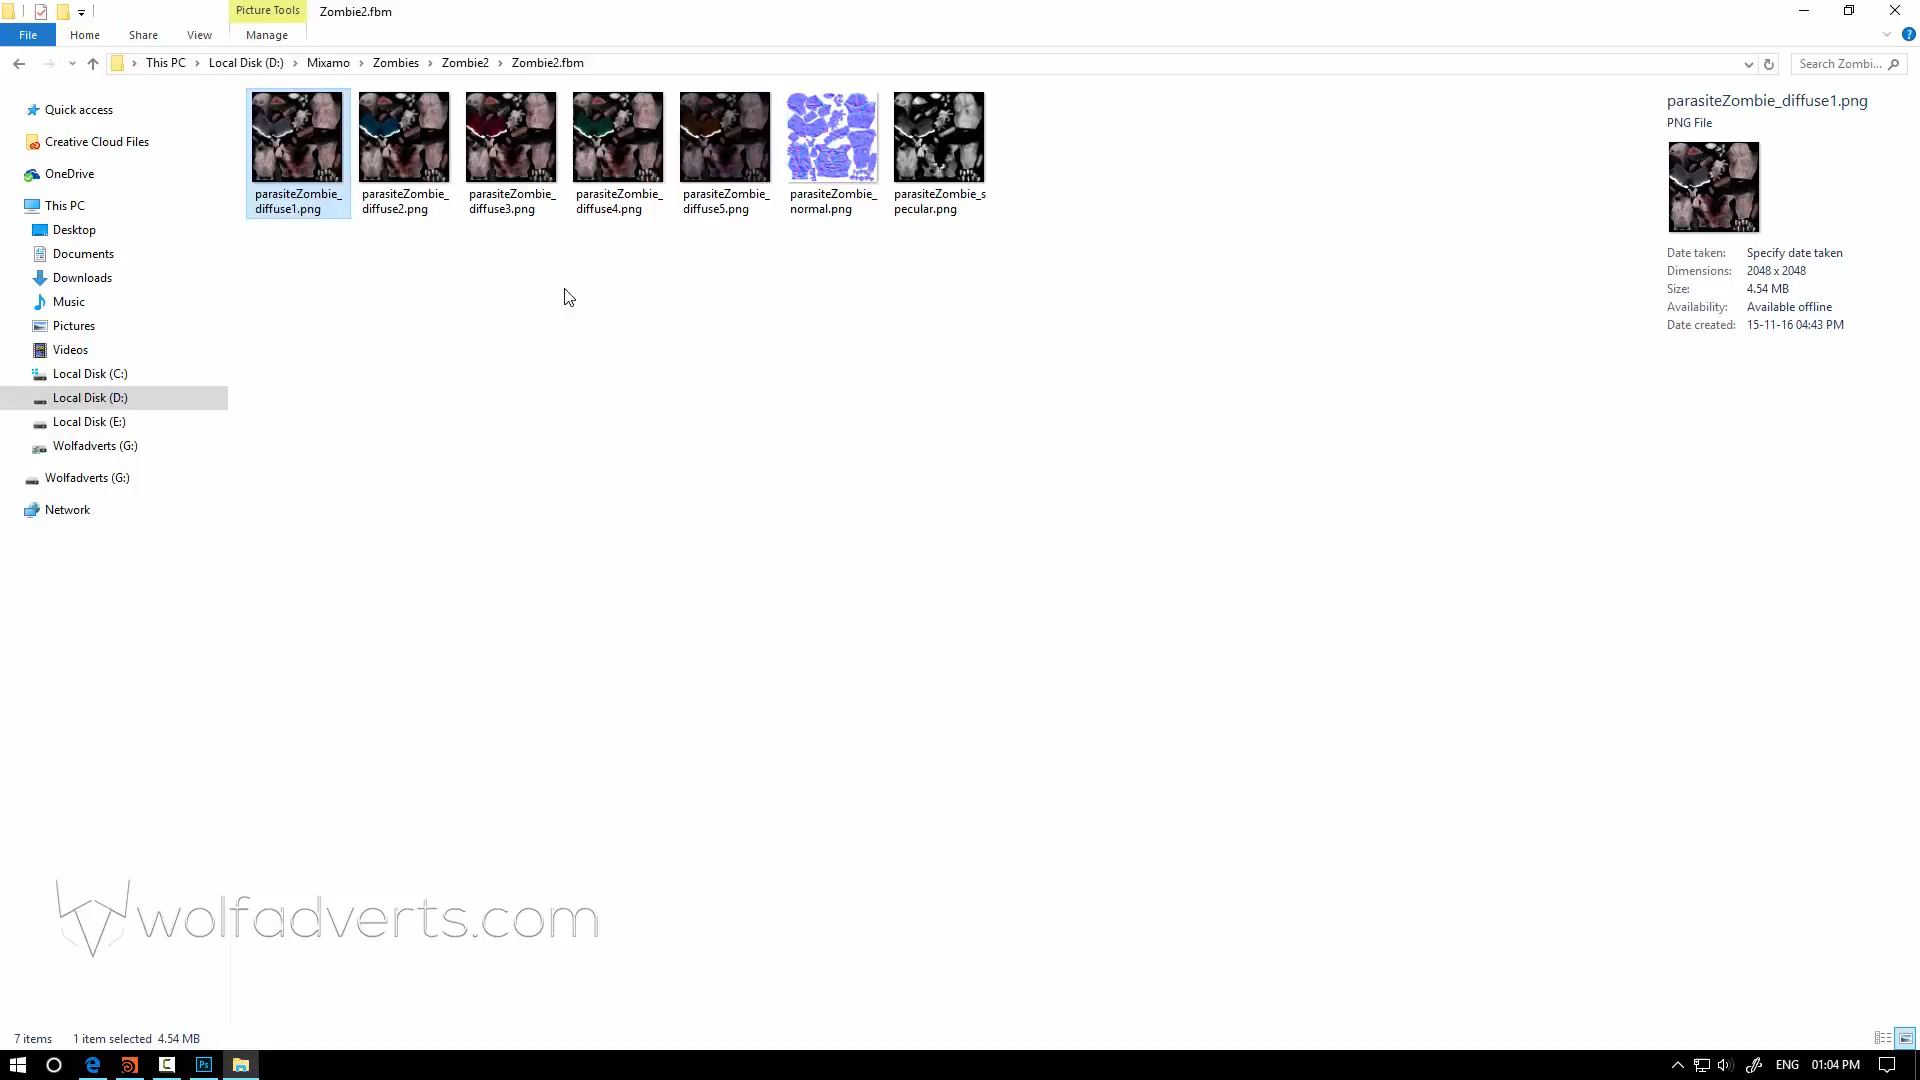 Picture Tools
Zombie2.fbm
File
Home
Share
View
Manage
This PC
Local Disk (D:)
Mixamo
Zombies
Zombie2
Zombie2.fbm
Search Zombi...
Quick access
Creative Cloud Files
OneDrive
This PC
Desktop
Documents
Downloads
Music
Pictures
Videos
Local Disk (C:)
Local Disk (D:)
Local Disk (E:)
Wolfadverts (G:)
Wolfadverts (G:)
Network
parasiteZombie_
diffuse1.png
parasiteZombie_
diffuse2.png
parasiteZombie_
diffuse3.png
parasiteZombie_
diffuse4.png
parasiteZombie_
diffuse5.png
parasiteZombie_
normal.png
parasiteZombie_s
pecular.png
parasiteZombie_diffuse1.png
PNG File
Date taken: Specify date taken
Dimensions: 2048 x 2048
Size: 4.54 MB
Availability: Available offline
Date created: 15-11-16 04:43 PM
wolfadverts.com
7 items
1 item selected 4.54 MB
Ps
ENG
01:04 PM